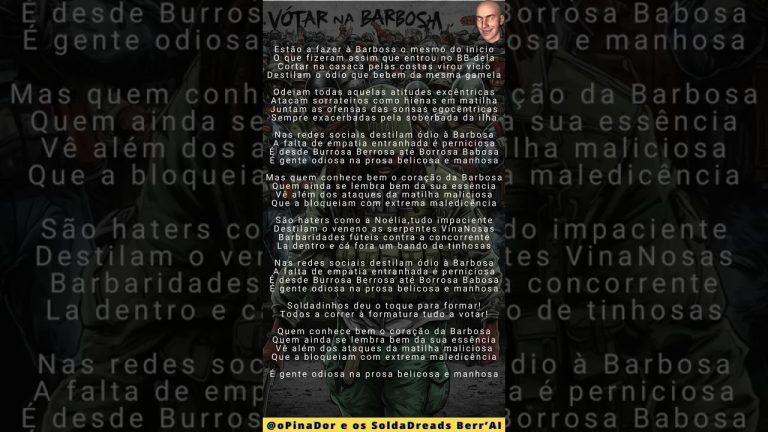 VÓTAR NA BARBOSA
Estão a fazer à Barbosa o mesmo do inicio
O que fizeram assim que entrou no BB dela
Cortar na casaca pelas costas virou vício
Destilam o ódio que bebem da mesma gamela
Odeiam todas aquelas atitudes excêntricas
Atacam sorrateiros como hienas em matilha
Juntam as ofensas das sonsas egocêntricas
Sempre exacerbadas pela soberbada da ilha
Nas redes sociais destilam ódio à Barbosa
A falta de empatia entranhada é perniciosa
É desde Burrosa Berrosa até Borrosa Babosa
É gente odiosa na prosa belicosa e manhosa
Mas quem conhece bem o coração da Barbosa
Quem ainda se lembra bem da sua essência
Vê além dos ataques da matilha maliciosa
Que a bloqueiam com extrema maledicência
São haters como a Noélia,tudo impaciente
Destilam o veneno as serpentes VinaNosas
Barbaridades fúteis contra a concorrente
Lá dentro e cá fora um bando de tinhosas
Nas redes sociais destilam ódio à Barbosa
A falta de empatia entranhada é perniciosa
É desde Burrosa Berrosa até Borrosa Babosa
É gente odiosa na prosa belicosa e manhosa
Soldadinhos deu o toque para formar!
Todos a correr à formatura tudo a votar!
Quem conhece bem o coração da Barbosa
Quem ainda se lembra bem da sua essência
Vê além dos ataques da matilha maliciosa
Que a bloqueiam com extrema maledicência
É gente odiosa na prosa belicosa e manhosa
@oPinaDor e os SoldaDreads Berr'AI